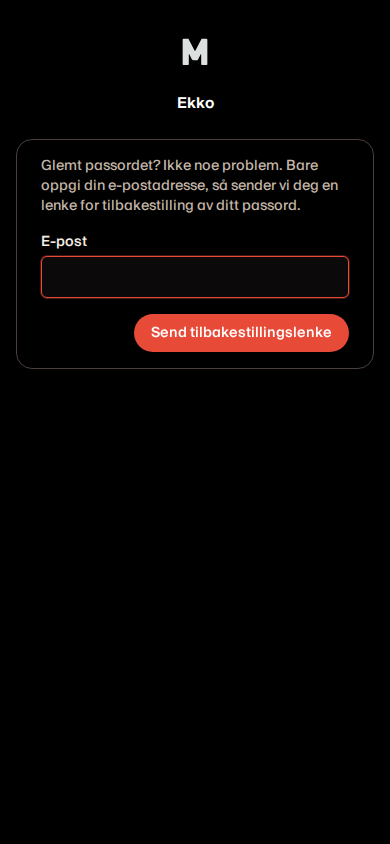 M
Ekko
Glemt passordet? Ikke noe problem. Bare
oppgi din e-postadresse, så sender vi deg en
lenke for tilbakestilling av ditt passord.
E-post
Send tilbakestillingslenke